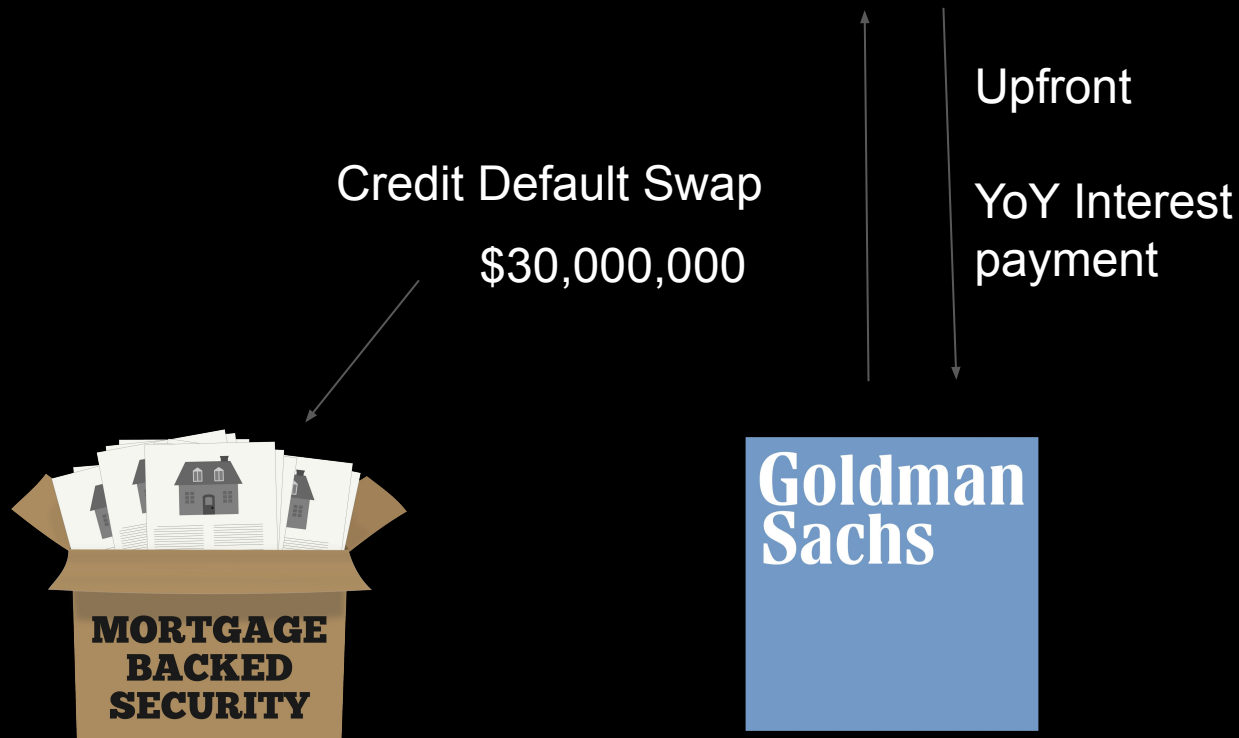 Upfront
Credit Default Swap
YoY Interest
payment
$30,000,000
Goldman
Sachs
MORTGAGE
BACKED
SECURITY